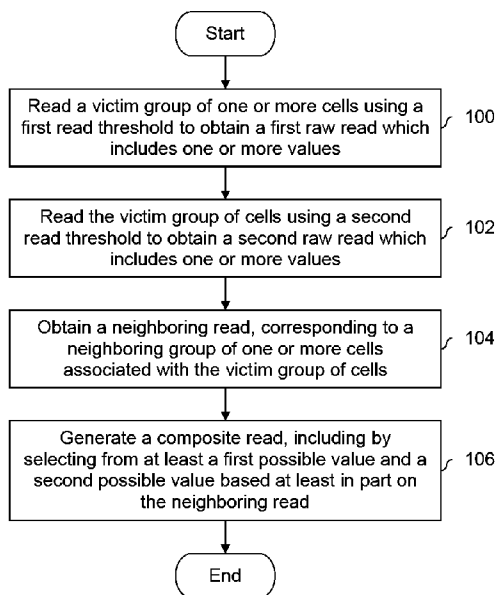 Start
Read a victim group of one or more cells using a
first read threshold to obtain a first raw read which
includes one or more values
100
Read the victim group of cells using a second
read threshold to obtain a second raw read which
includes one or more values
102
Obtain a neighboring read, corresponding to a
neighboring group of one or more cells
associated with the victim group of cells
104
Generate a composite read, including by
selecting from at least a first possible value and a
second possible value based at least in part on
the neighboring read
106
End